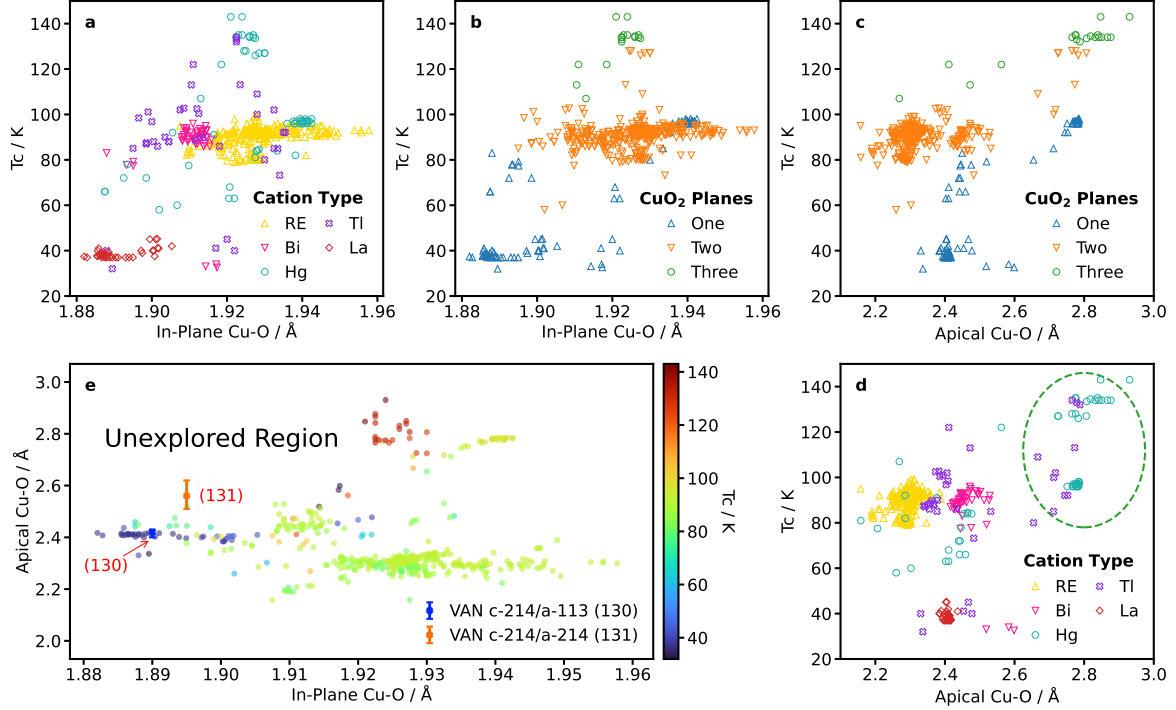 a
140
120
100
80
60
40
20
Tc / K
1.88 1.90 1.92 1.94 1.96
In-Plane Cu-O / Å
Cation Type
RE Tl
Bi La
Hg
b
140
120
100
80
60
40
20
Tc / K
1.88 1.90 1.92 1.94 1.96
In-Plane Cu-O / Å
CuO₂ Planes
One
Two
Three
c
140
120
100
80
60
40
20
Tc / K
2.2 2.4 2.6 2.8 3.0
Apical Cu-O / Å
CuO₂ Planes
One
Two
Three
e
3.0
2.8
2.6
2.4
2.2
2.0
Apical Cu-O / Å
Unexplored Region
(131)
(130)
VAN c-214/a-113 (130)
VAN c-214/a-214 (131)
1.88 1.89 1.90 1.91 1.92 1.93 1.94 1.95 1.96
In-Plane Cu-O / Å
140
120
100
80
60
40
Tc / K
d
140
120
100
80
60
40
20
Tc / K
2.2 2.4 2.6 2.8 3.0
Apical Cu-O / Å
Cation Type
RE Tl
Bi La
Hg